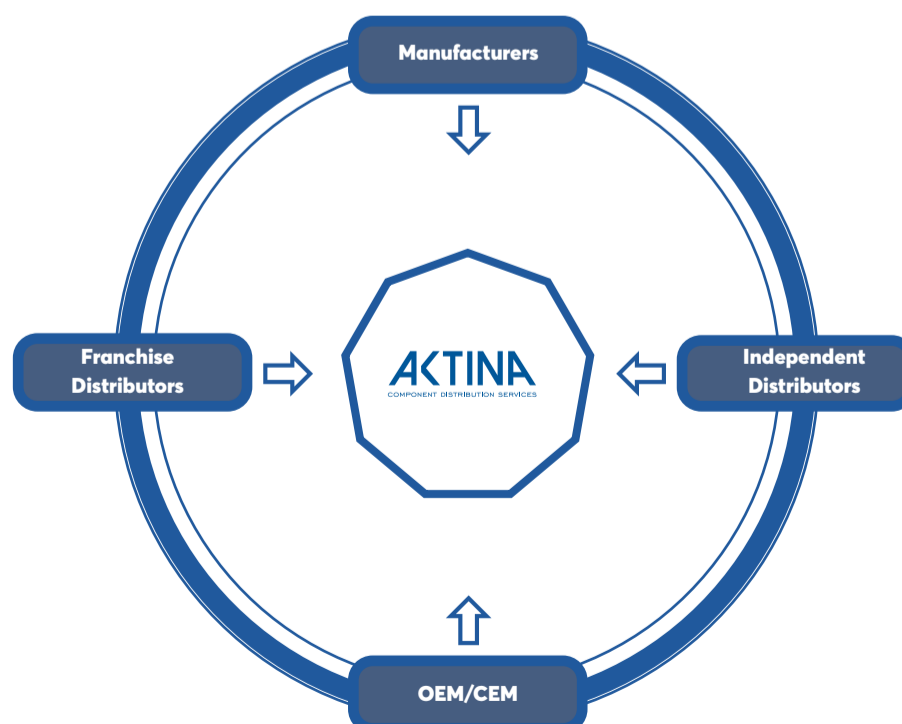 Manufacturers
Franchise
Distributors
AKTINA
COMPONENT DISTRIBUTION SERVICES
Independent
Distributors
OEM/CEM